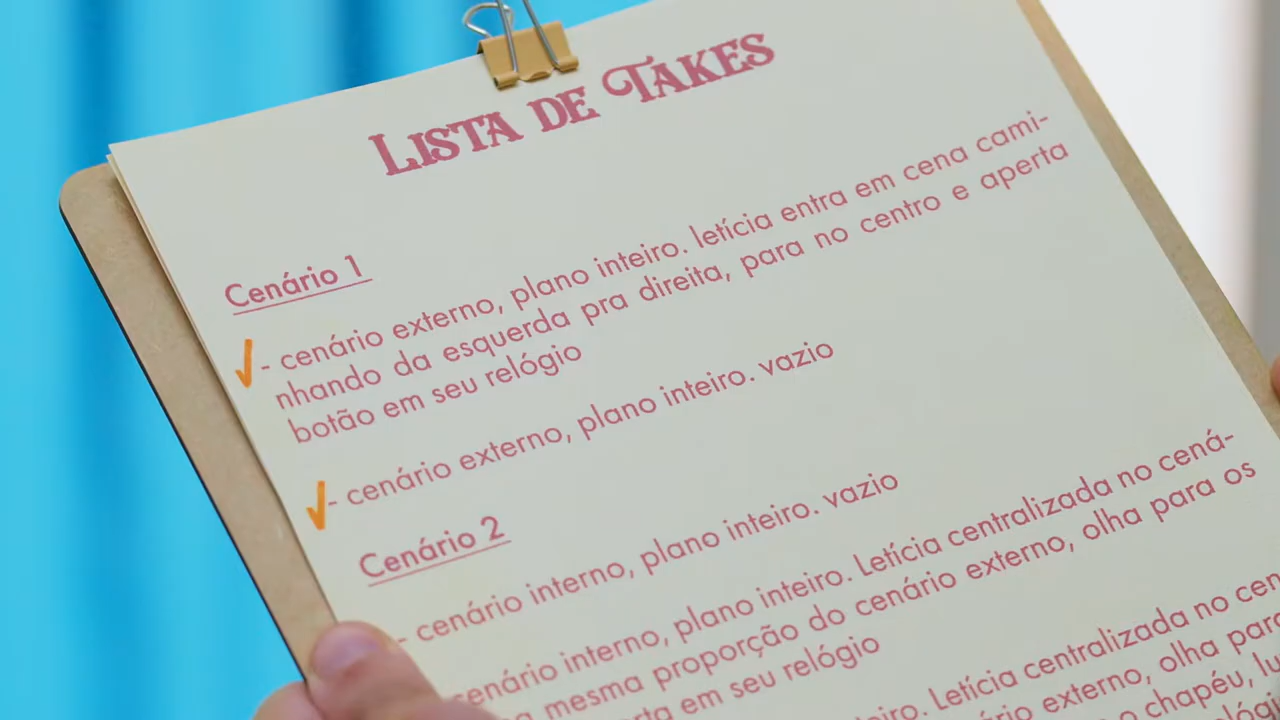 LISTA DE TAKES
Cenário 1
- cenário externo, plano inteiro. letícia entra em cena cami-
nhando da esquerda pra direita, para no centro e aperta
botão em seu relógio
- cenário externo, plano inteiro. vazio
Cenário 2
- cenário interno, plano inteiro. vazio
cenário interno, plano inteiro. Letícia centralizada no cená-
mesma proporção do cenário externo, olha para os
em seu relógio
Letícia centralizada no
externo, olha
o chapéu,